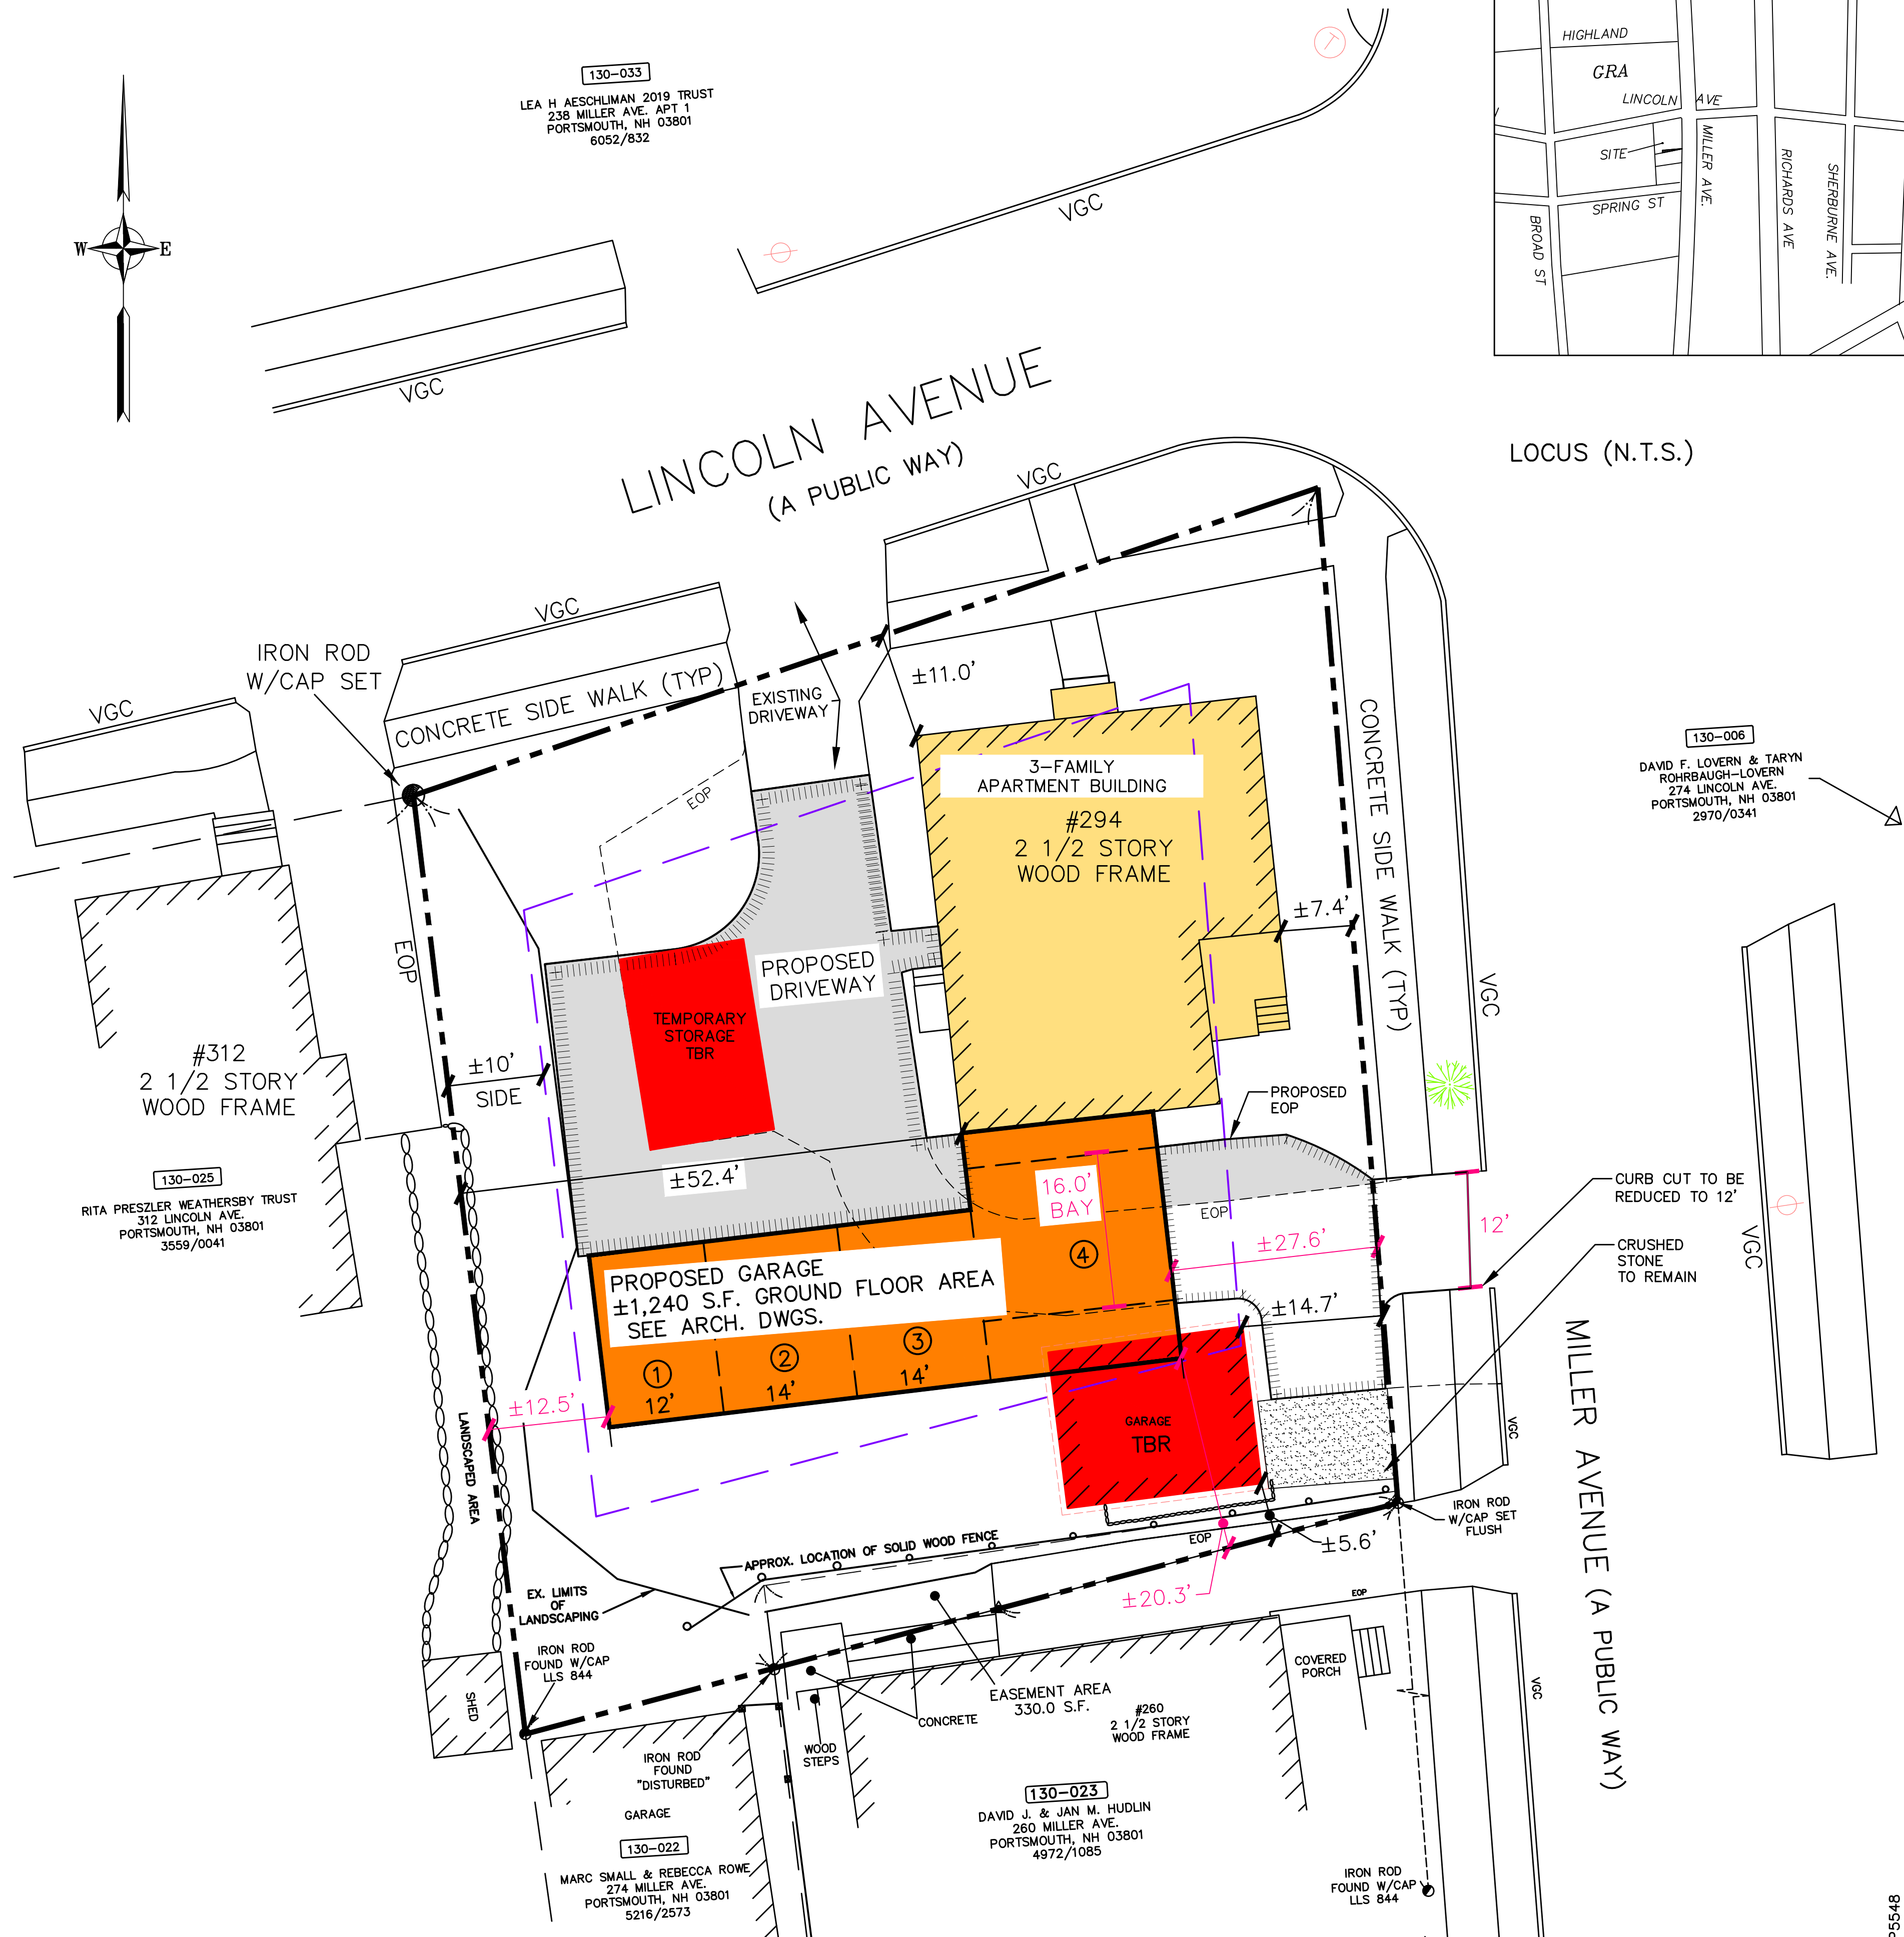 130-033
LEA H AESCHLIMAN 2019 TRUST
238 MILLER AVE. APT 1
PORTSMOUTH, NH 03801
6052/832
HIGHLAND
GRA
LINCOLN AVE
SITE
MILLER AVE.
RICHARDS AVE
SHERBURNE AVE.
SPRING ST
BROAD ST
W E
VGC
VGC
LINCOLN AVENUE
(A PUBLIC WAY)
VGC
LOCUS (N.T.S.)
VGC
IRON ROD
W/CAP SET
VGC
CONCRETE SIDE WALK (TYP)
EXISTING
DRIVEWAY
±11.0'
EOP
3-FAMILY
APARTMENT BUILDING
#294
2 1/2 STORY
WOOD FRAME
CONCRETE SIDE WALK (TYP)
130-006
DAVID F. LOVERN & TARYN
ROHRBAUGH-LOVERN
274 LINCOLN AVE.
PORTSMOUTH, NH 03801
2970/0341
±7.4'
EOP
PROPOSED
DRIVEWAY
VGC
TEMPORARY
STORAGE
TBR
#312
2 1/2 STORY
WOOD FRAME
±10'
SIDE
PROPOSED
EOP
130-025
RITA PRESZLER WEATHERSBY TRUST
312 LINCOLN AVE.
PORTSMOUTH, NH 03801
3559/0041
±52.4'
16.0'
BAY
EOP
CURB CUT TO BE
REDUCED TO 12'
12'
VGC
±27.6'
④
CRUSHED
STONE
TO REMAIN
PROPOSED GARAGE
±1,240 S.F. GROUND FLOOR AREA
SEE ARCH. DWGS.
±14.7'
① ② ③
12' 14' 14'
±12.5'
LANDSCAPED AREA
GARAGE
TBR
VGC
MILLER AVENUE (A PUBLIC WAY)
IRON ROD
W/CAP SET
FLUSH
APPROX. LOCATION OF SOLID WOOD FENCE
EOP
±5.6'
±20.3'
EX. LIMITS
OF
LANDSCAPING
EOP
IRON ROD
FOUND W/CAP
LLS 844
SHED
COVERED
PORCH
VGC
EASEMENT AREA
330.0 S.F.
CONCRETE
#260
2 1/2 STORY
WOOD FRAME
WOOD
STEPS
IRON ROD
FOUND
"DISTURBED"
GARAGE
130-023
DAVID J. & JAN M. HUDLIN
260 MILLER AVE.
PORTSMOUTH, NH 03801
4972/1085
130-022
MARC SMALL & REBECCA ROWE
274 MILLER AVE.
PORTSMOUTH, NH 03801
5216/2573
IRON ROD
FOUND W/CAP
LLS 844